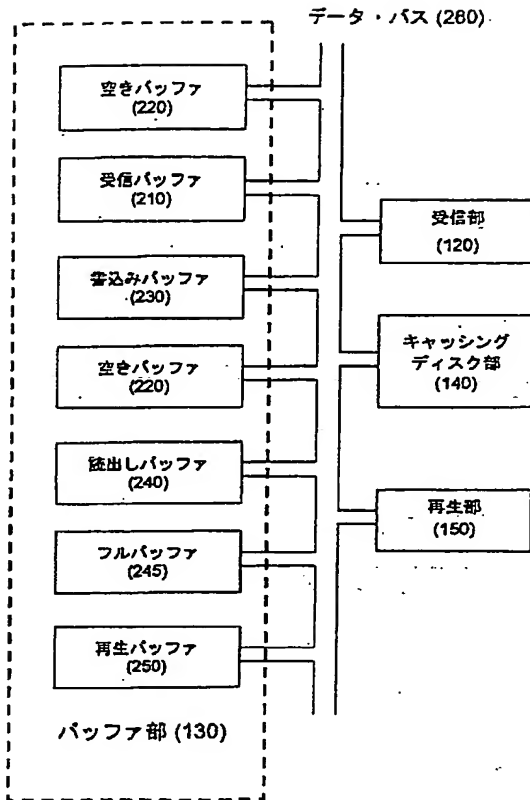 データ・バス (280)
空きバッファ
(220)
受信バッファ
(210)
書込みバッファ
(230)
空きバッファ
(220)
読出しバッファ
(240)
フルバッファ
(245)
再生バッファ
(250)
バッファ部 (130)
受信部
(120)
キャッシング
ディスク部
(140)
再生部
(150)